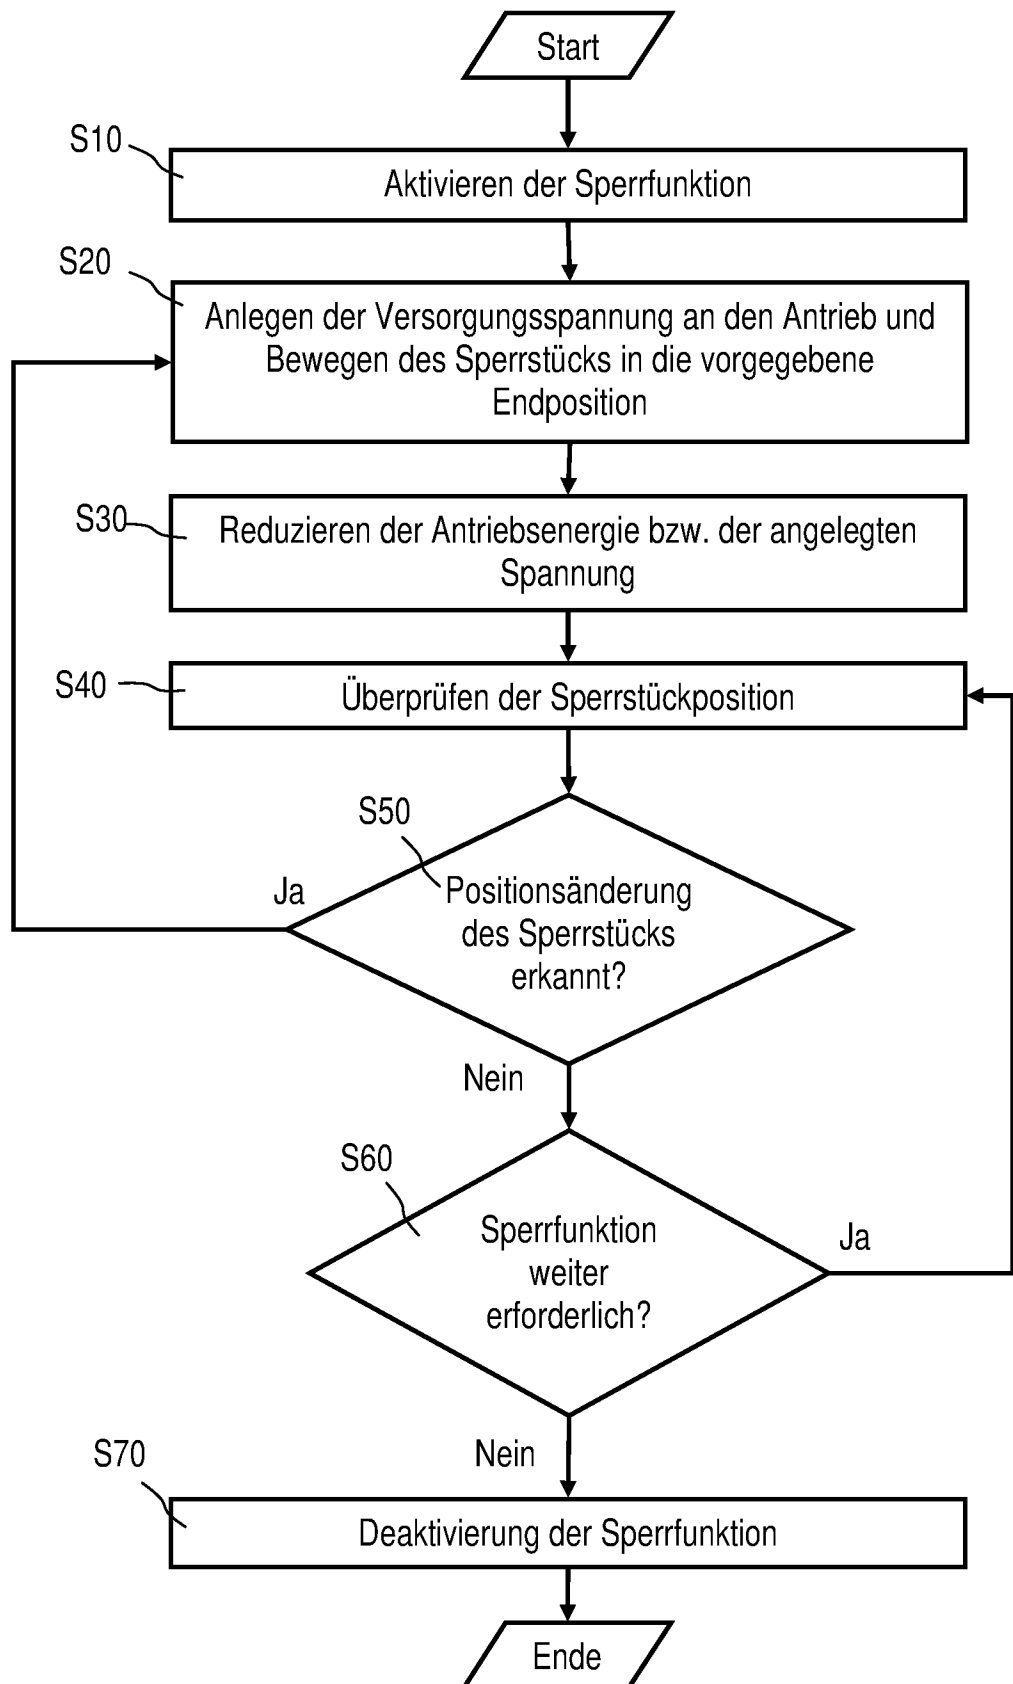 Start
S10
Aktivieren der Sperrfunktion
S20
Anlegen der Versorgungsspannung an den Antrieb und
Bewegen des Sperrstücks in die vorgegebene
Endposition
S30
Reduzieren der Antriebsenergie bzw. der angelegten
Spannung
S40
Überprüfen der Sperrstückposition
S50
Ja
Positionsänderung
des Sperrstücks
erkannt?
Nein
S60
Sperrfunktion
weiter
erforderlich?
Ja
Nein
S70
Deaktivierung der Sperrfunktion
Ende